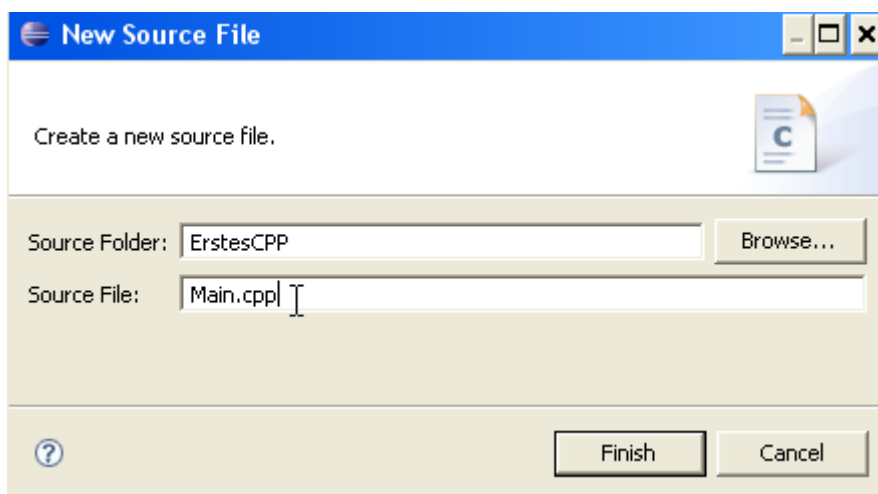 New Source File
Create a new source file.
C
Source Folder: ErstesCPP Browse...
Source File: Main.cpp
? Finish Cancel